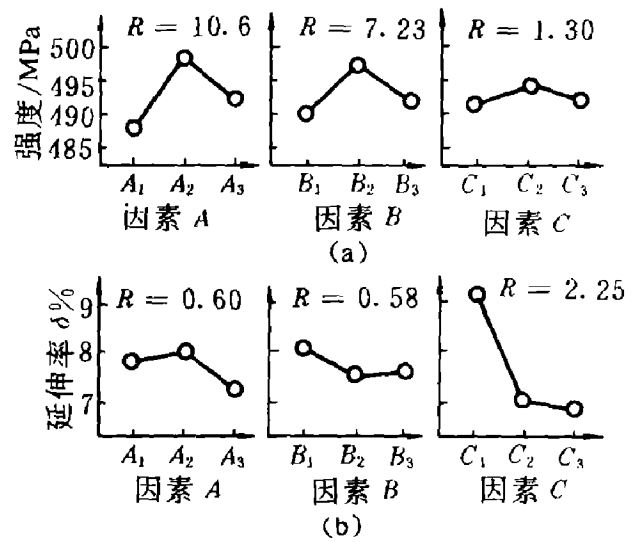 R = 10.6 R = 7.23 R = 1.30
强度/MPa
500
495
490
485
A₁ A₂ A₃ B₁ B₂ B₃ C₁ C₂ C₃
因素 A 因素 B 因素 C
(a)
R = 0.60 R = 0.58 R = 2.25
延伸率 δ%
9
8
7
A₁ A₂ A₃ B₁ B₂ B₃ C₁ C₂ C₃
因素 A 因素 B 因素 C
(b)